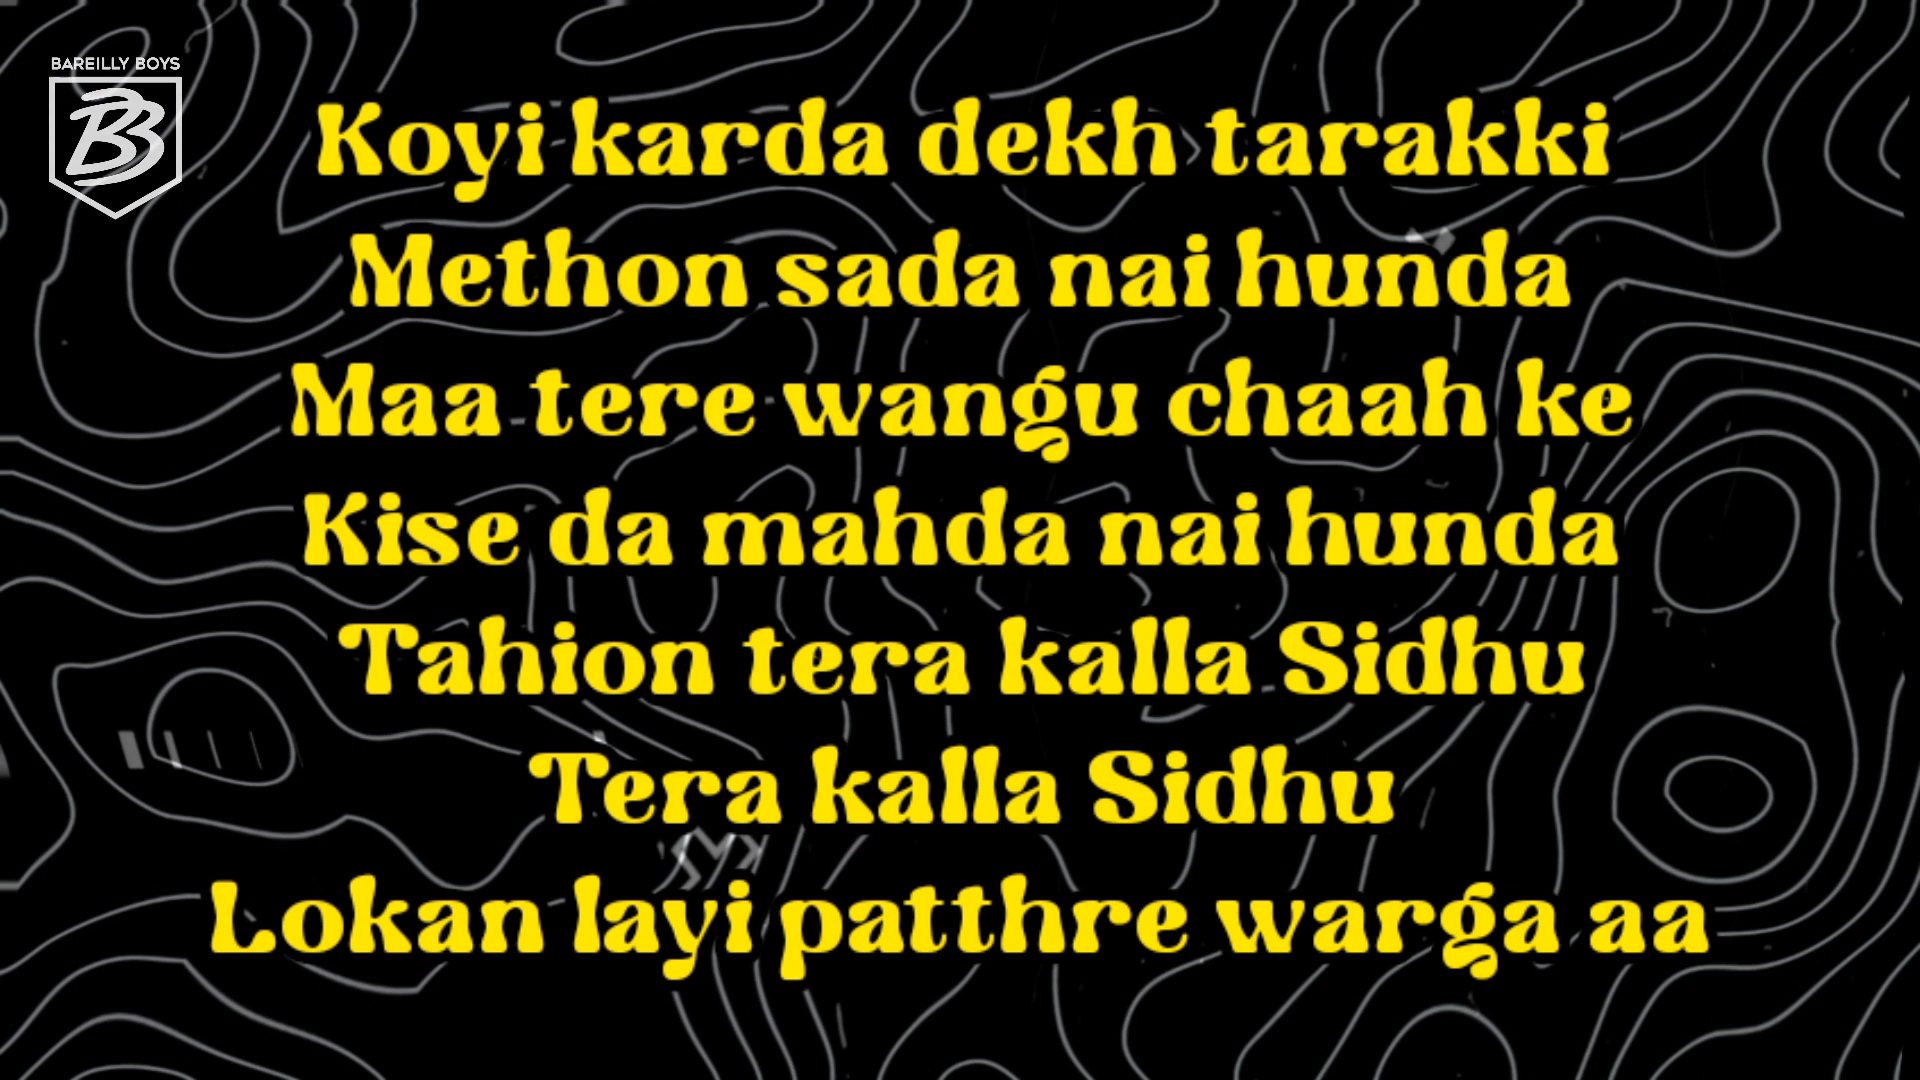 BAREILLY BOYS
BB
Koyi karda dekh tarakki
Methon sada nai hunda
Maa tere wangu chaah ke
Kise da mahda nai hunda
Tahion tera kalla Sidhu
Tera kalla Sidhu
Lokan layi patthre warga aa